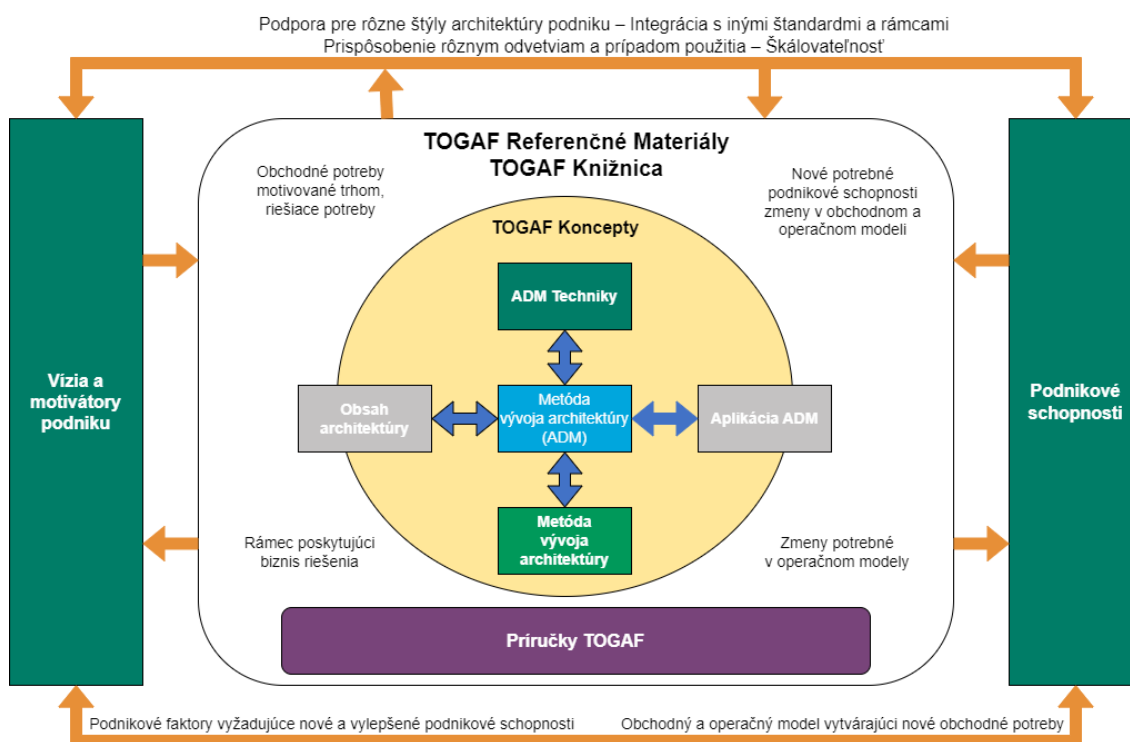 Podpora pre rôzne štýly architektúry podniku – Integrácia s inými štandardmi a rámcami
Prispôsobenie rôznym odvetviam a prípadom použitia – Škálovateľnosť
TOGAF Referenčné Materiály
TOGAF Knižnica
Obchodné potreby
motivované trhom,
riešiace potreby
Nové potrebné
podnikové schopnosti
zmeny v obchodnom a
operačnom modeli
TOGAF Koncepty
ADM Techniky
Vízia a
motivátory
podniku
Obsah
architektúry
Metóda
vývoja architektúry
(ADM)
Aplikácia ADM
Podnikové
schopnosti
Metóda
vývoja
architektúry
Rámec poskytujúci
biznis riešenia
Zmeny potrebné
v operačnom modely
Príručky TOGAF
Podnikové faktory vyžadujúce nové a vylepšené podnikové schopnosti
Obchodný a operačný model vytvárajúci nové obchodné potreby